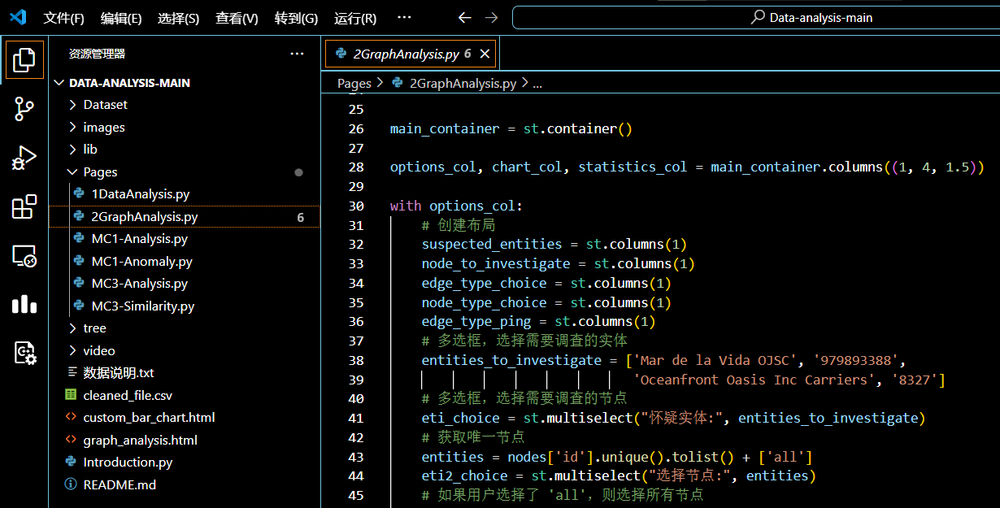 文件(F) 编辑(E) 选择(S) 查看(V) 转到(G) 运行(R) ··· Data-analysis-main
资源管理器 ···
DATA-ANALYSIS-MAIN
Dataset
images
lib
Pages
1DataAnalysis.py
2GraphAnalysis.py 6
MC1-Analysis.py
MC1-Anomaly.py
MC3-Analysis.py
MC3-Similarity.py
tree
video
数据说明.txt
cleaned_file.csv
custom_bar_chart.html
graph_analysis.html
Introduction.py
README.md
2GraphAnalysis.py 6
Pages > 2GraphAnalysis.py > ...
25
26 main_container = st.container()
27
28 options_col, chart_col, statistics_col = main_container.columns((1, 4, 1.5))
29
30 with options_col:
31 # 创建布局
32 suspected_entities = st.columns(1)
33 node_to_investigate = st.columns(1)
34 edge_type_choice = st.columns(1)
35 node_type_choice = st.columns(1)
36 edge_type_ping = st.columns(1)
37 # 多选框，选择需要调查的实体
38 entities_to_investigate = ['Mar de la Vida OJSC', '979893388',
39 'Oceanfront Oasis Inc Carriers', '8327']
40 # 多选框，选择需要调查的节点
41 eti_choice = st.multiselect("怀疑实体:", entities_to_investigate)
42 # 获取唯一节点
43 entities = nodes['id'].unique().tolist() + ['all']
44 eti2_choice = st.multiselect("选择节点:", entities)
45 # 如果用户选择了 'all'，则选择所有节点